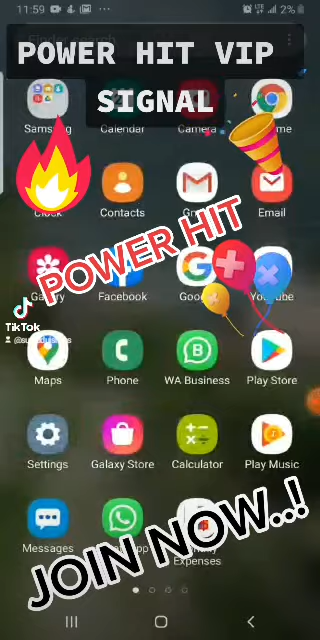 11:59
LTE
2%
POWER HIT VIP
SIGNAL
Samsung
Calendar
Camera
Clock
Contacts
Email
POWER HIT
Gallery
Facebook
TikTok
Maps
Phone
WA Business
Play Store
Settings
Galaxy Store
Calculator
Play Music
Messages
Expenses
JOIN NOW..!